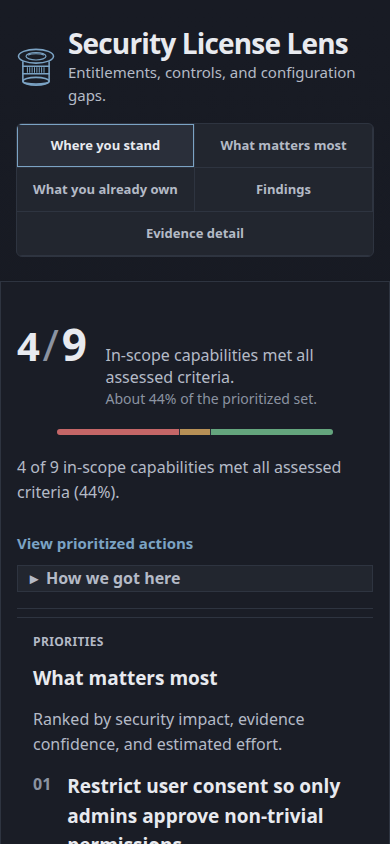 Security License Lens
Entitlements, controls, and configuration
gaps.
Where you stand
What matters most
What you already own
Findings
Evidence detail
4/9
In-scope capabilities met all
assessed criteria.
About 44% of the prioritized set.
4 of 9 in-scope capabilities met all assessed
criteria (44%).
View prioritized actions
▶ How we got here
PRIORITIES
What matters most
Ranked by security impact, evidence
confidence, and estimated effort.
01 Restrict user consent so only
admins approve non-trivial
permissions